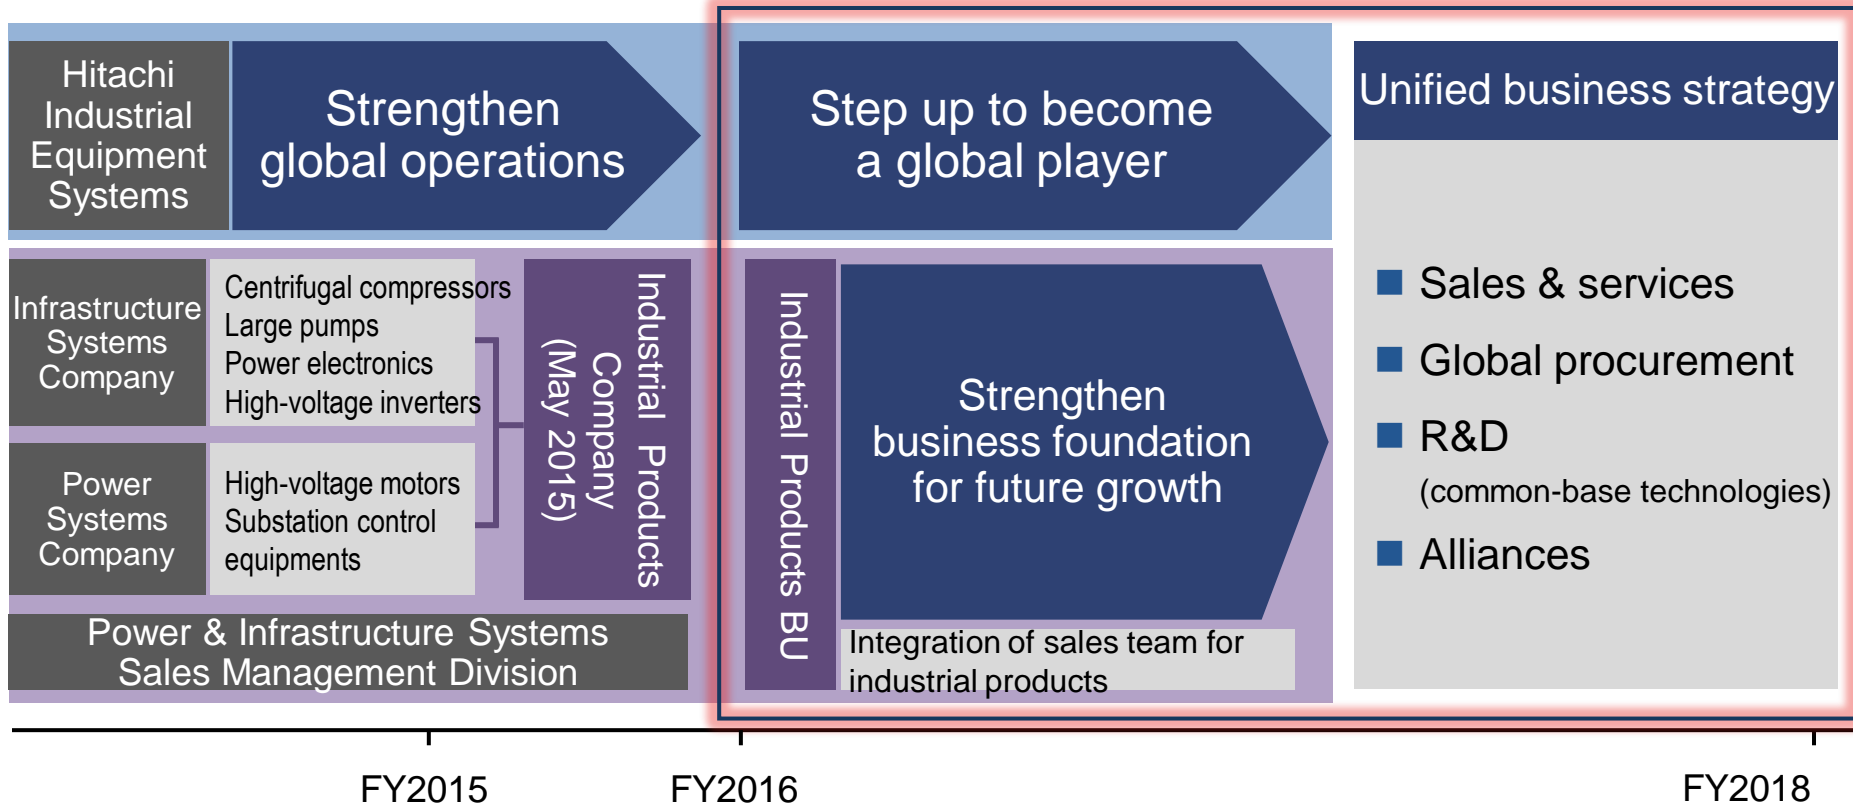 Hitachi
Industrial
Equipment
Systems
Strengthen
global operations
Step up to become
a global player
Unified business strategy
Infrastructure
Systems
Company
Centrifugal compressors
Large pumps
Power electronics
High-voltage inverters
Power
Systems
Company
High-voltage motors
Substation control
equipments
Industrial Products
Company
(May 2015)
Power & Infrastructure Systems
Sales Management Division
Industrial Products BU
Strengthen
business foundation
for future growth
Integration of sales team for
industrial products
Sales & services
Global procurement
R&D
(common-base technologies)
Alliances
FY2015
FY2016
FY2018